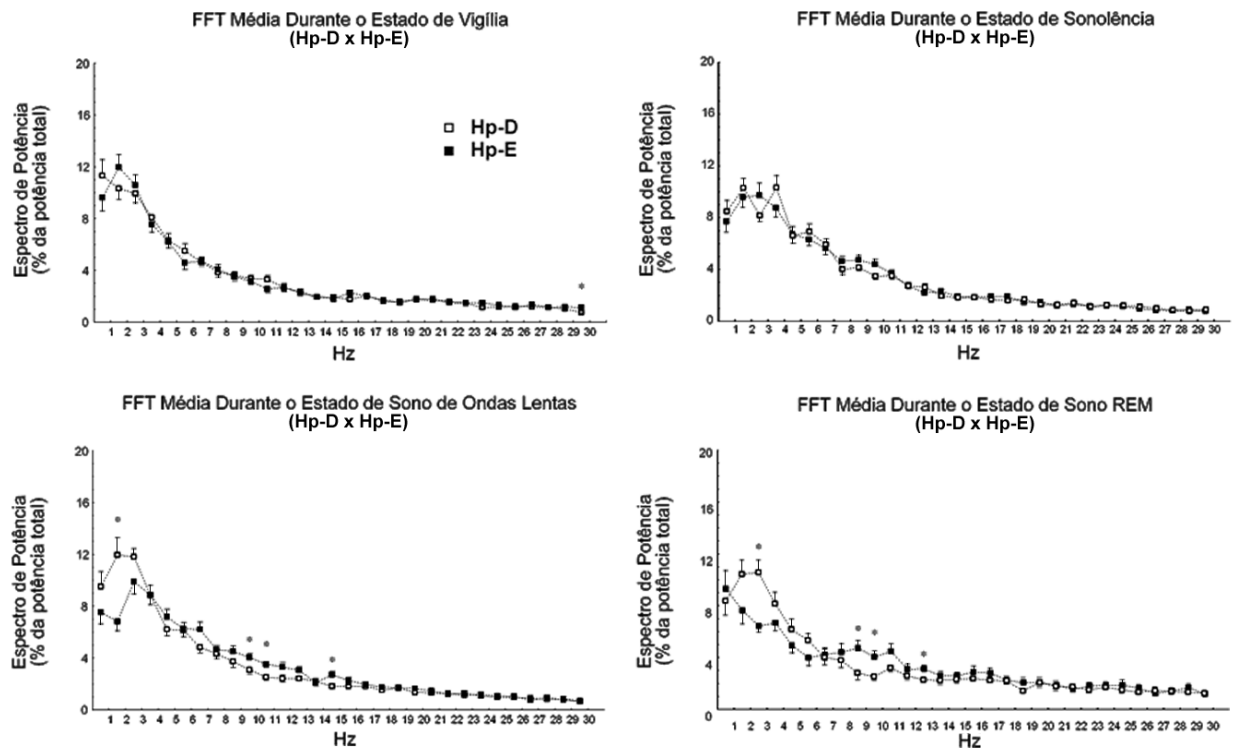 FFT Média Durante o Estado de Vigília
(Hp-D x Hp-E)
Espectro de Potência
(% da potência total)
20
16
12
8
4
0
Hp-D
Hp-E
*
1 2 3 4 5 6 7 8 9 10 11 12 13 14 15 16 17 18 19 20 21 22 23 24 25 26 27 28 29 30
Hz
FFT Média Durante o Estado de Sonolência
(Hp-D x Hp-E)
Espectro de Potência
(% da potência total)
20
16
12
8
4
0
1 2 3 4 5 6 7 8 9 10 11 12 13 14 15 16 17 18 19 20 21 22 23 24 25 26 27 28 29 30
Hz
FFT Média Durante o Estado de Sono de Ondas Lentas
(Hp-D x Hp-E)
Espectro de Potência
(% da potência total)
20
16
12
8
4
0
* * * *
1 2 3 4 5 6 7 8 9 10 11 12 13 14 15 16 17 18 19 20 21 22 23 24 25 26 27 28 29 30
Hz
FFT Média Durante o Estado de Sono REM
(Hp-D x Hp-E)
Espectro de Potência
(% da potência total)
20
16
12
8
4
0
* * * *
1 2 3 4 5 6 7 8 9 10 11 12 13 14 15 16 17 18 19 20 21 22 23 24 25 26 27 28 29 30
Hz